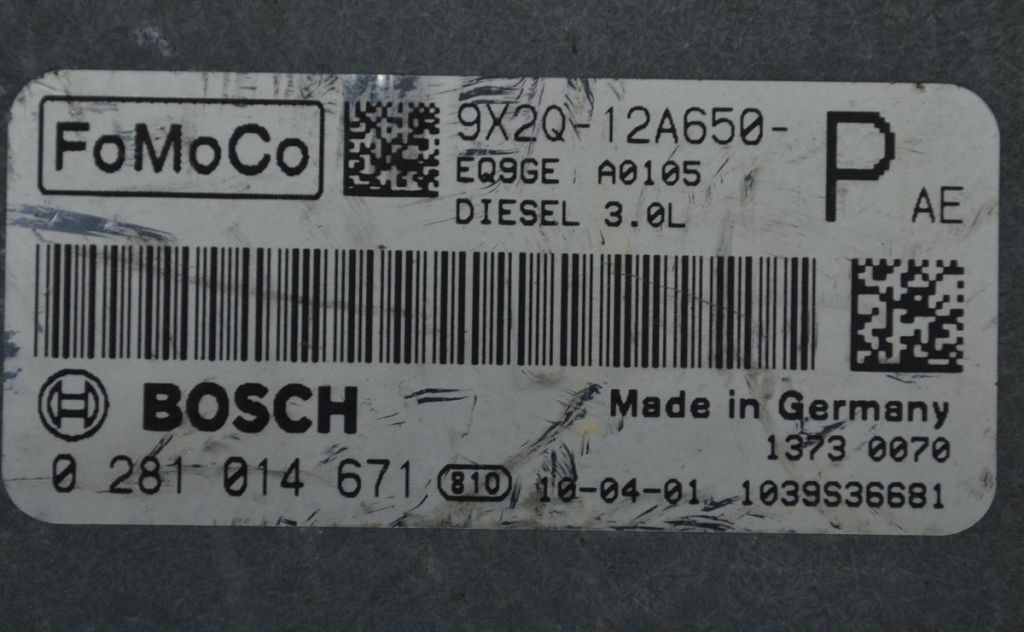 FoMoCo
9X2Q-12A650- P AE
EQ9GE A0105
DIESEL 3.0L
BOSCH
Made in Germany
1373 0070
0 281 014 671 810 10-04-01 1039S36681